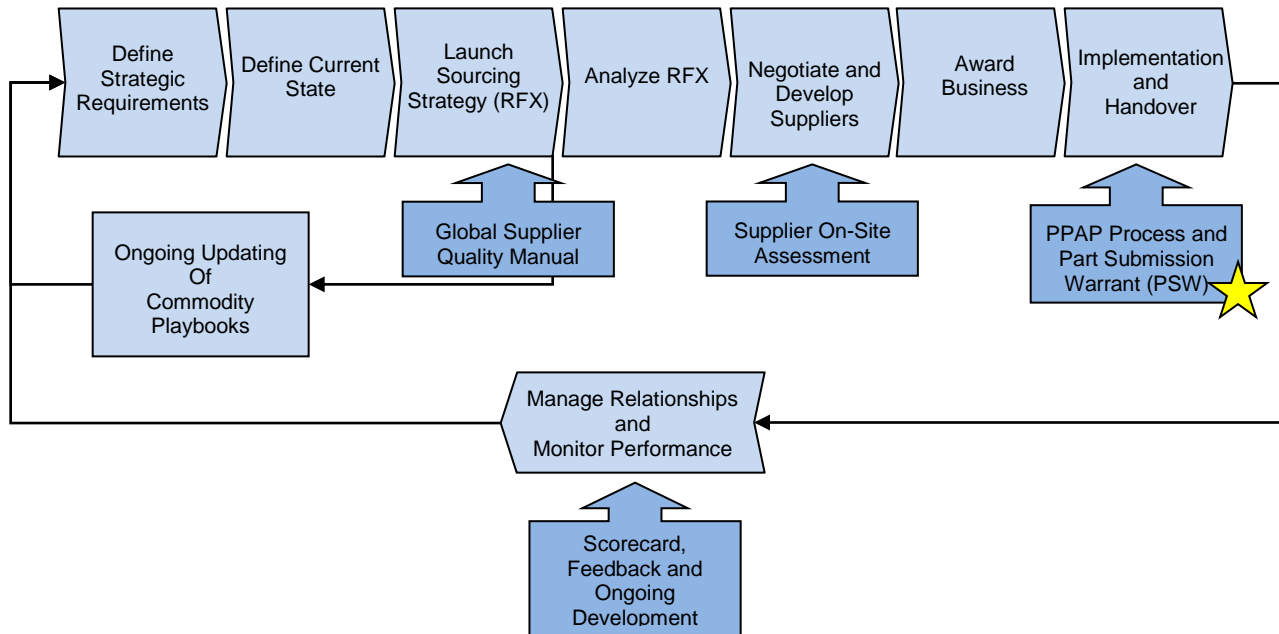 Define
Strategic
Requirements
Define Current
State
Launch
Sourcing
Strategy (RFX)
Analyze RFX
Negotiate and
Develop
Suppliers
Award
Business
Implementation
and
Handover
Global Supplier
Quality Manual
Supplier On-Site
Assessment
PPAP Process and
Part Submission
Warrant (PSW)
Ongoing Updating
Of
Commodity
Playbooks
Manage Relationships
and
Monitor Performance
Scorecard,
Feedback and
Ongoing
Development